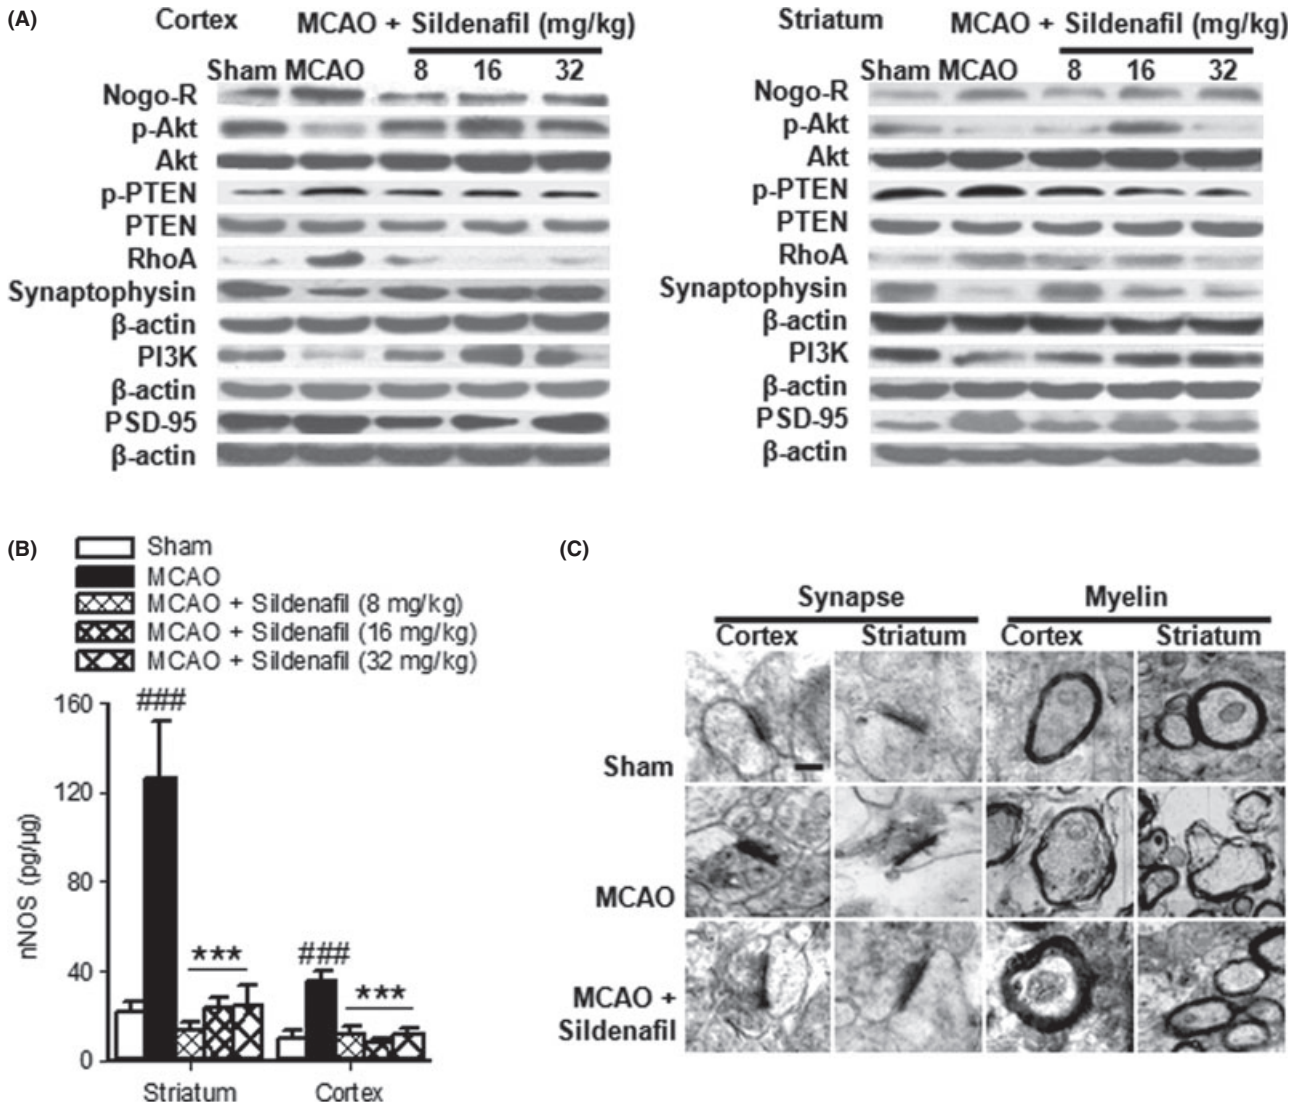 (A)
Cortex
MCAO + Sildenafil (mg/kg)
Sham MCAO 8 16 32
Nogo-R
p-Akt
Akt
p-PTEN
PTEN
RhoA
Synaptophysin
β-actin
PI3K
β-actin
PSD-95
β-actin
Striatum
MCAO + Sildenafil (mg/kg)
Sham MCAO 8 16 32
Nogo-R
p-Akt
Akt
p-PTEN
PTEN
RhoA
Synaptophysin
β-actin
PI3K
β-actin
PSD-95
β-actin
(B)
Sham
MCAO
MCAO + Sildenafil (8 mg/kg)
MCAO + Sildenafil (16 mg/kg)
MCAO + Sildenafil (32 mg/kg)
nNOS (pg/μg)
160
120
80
40
0
###
***
###
***
Striatum
Cortex
(C)
Synapse
Myelin
Cortex
Striatum
Cortex
Striatum
Sham
MCAO
MCAO +
Sildenafil